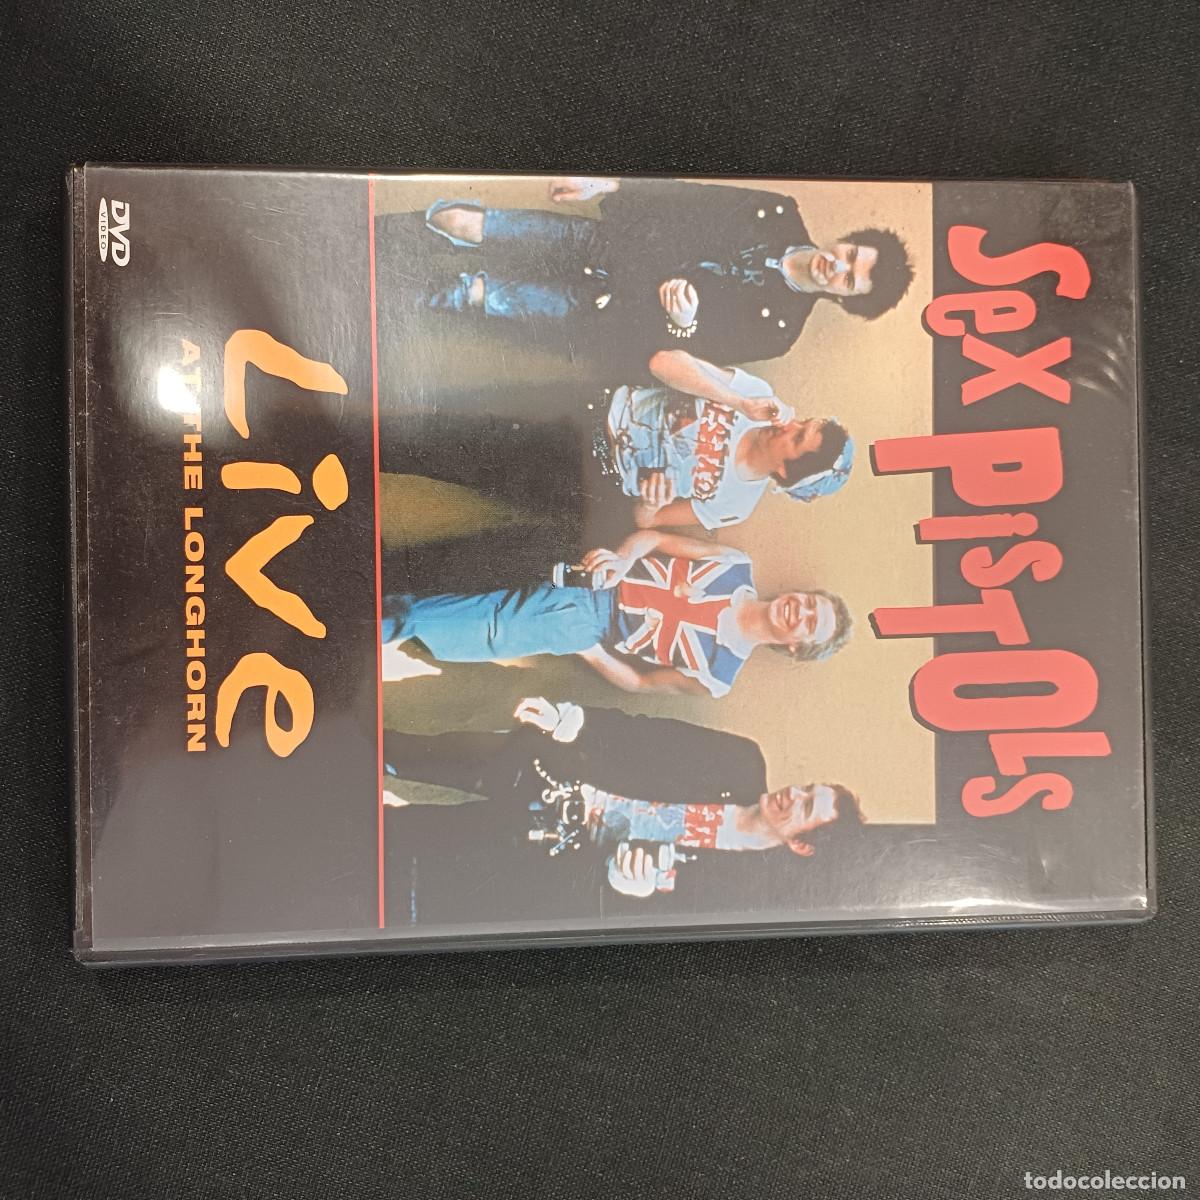 Sex PiSTOLS
Live
AT THE LONGHORN
DVD
VIDEO
todocoleccion